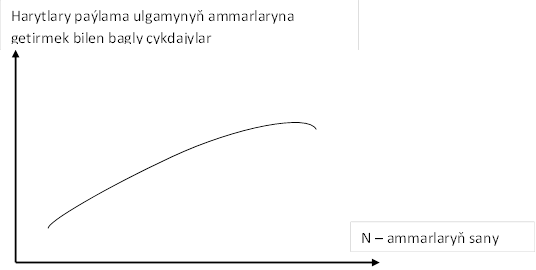 Harytlary paýlama ulgamynyň ammarlaryna
getirmek bilen bagly çykdajylar
N – ammarlaryň sany